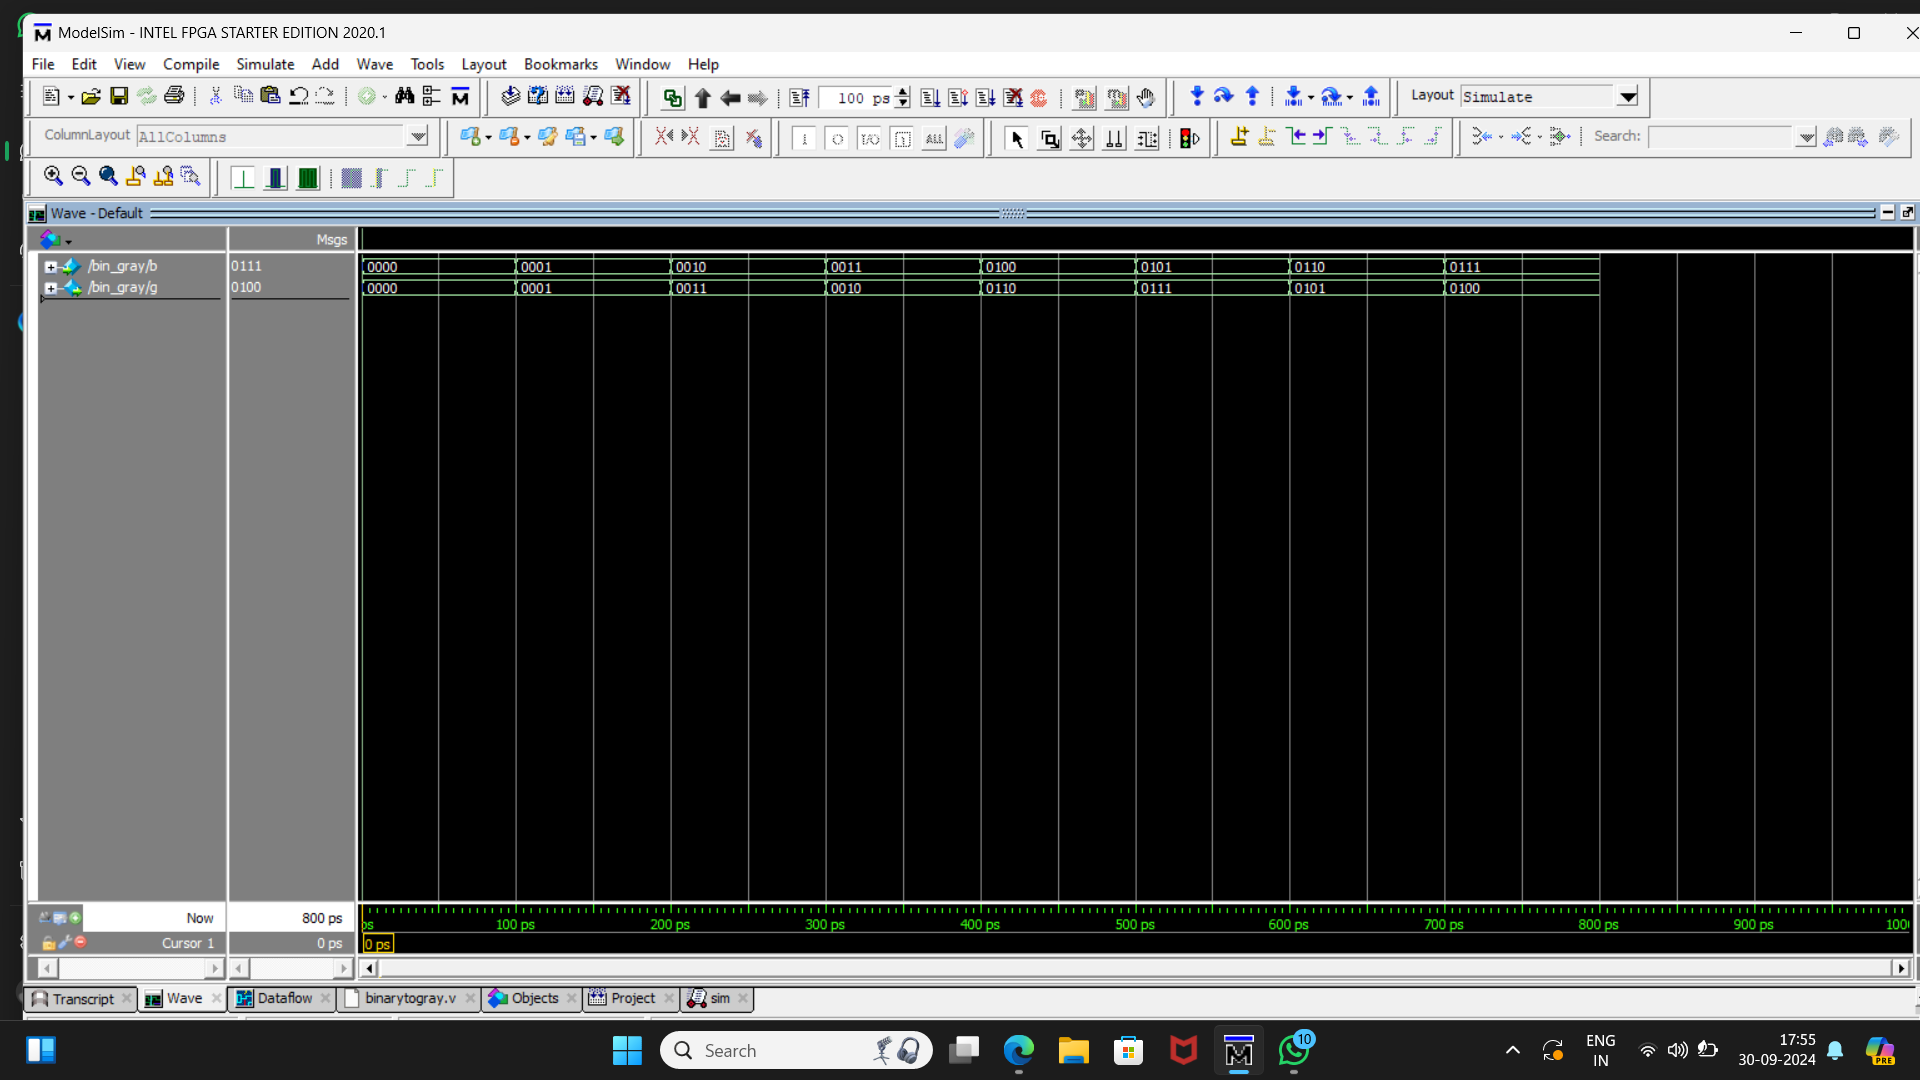 ModelSim - INTEL FPGA STARTER EDITION 2020.1
File Edit View Compile Simulate Add Wave Tools Layout Bookmarks Window Help
100 ps
Layout Simulate
ColumnLayout AllColumns
Search:
Wave - Default
Msgs
/bin_gray/b 0111 0000 0001 0010 0011 0100 0101 0110 0111
/bin_gray/g 0100 0000 0001 0011 0010 0110 0111 0101 0100
Now 800 ps
ps 100 ps 200 ps 300 ps 400 ps 500 ps 600 ps 700 ps 800 ps 900 ps 100
Cursor 1 0 ps 0 ps
Transcript Wave Dataflow binarytogray.v Objects Project sim
Search
10
ENG
IN
17:55
30-09-2024
PRE